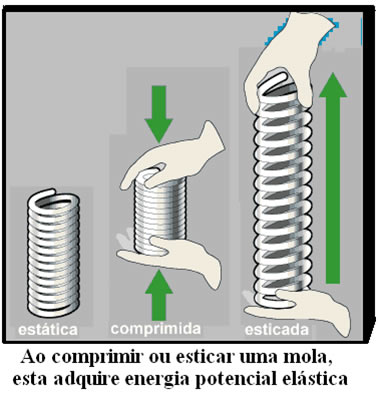 estática
comprimida
esticada
Ao comprimir ou esticar uma mola,
esta adquire energia potencial elástica